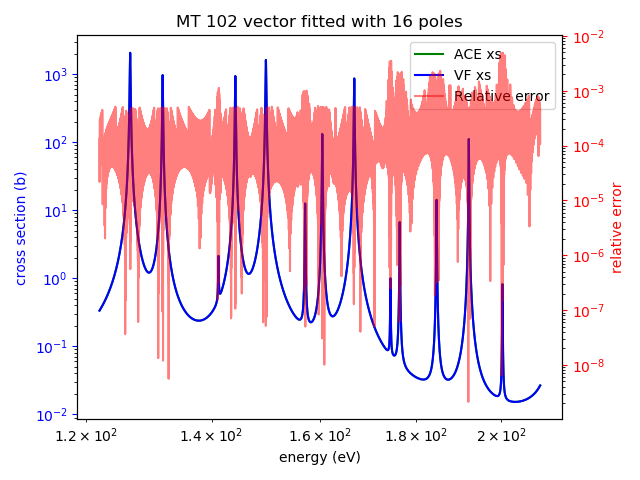 MT 102 vector fitted with 16 poles
ACE xs
VF xs
Relative error
cross section (b)
10³
10²
10¹
10⁰
10⁻¹
10⁻²
relative error
10⁻²
10⁻³
10⁻⁴
10⁻⁵
10⁻⁶
10⁻⁷
10⁻⁸
1.2 × 10² 1.4 × 10² 1.6 × 10² 1.8 × 10² 2 × 10²
energy (eV)